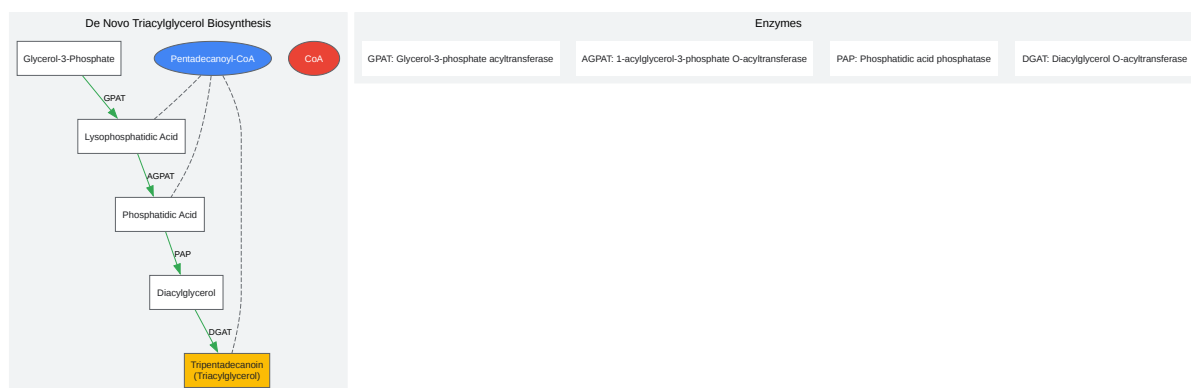 De Novo Triacylglycerol Biosynthesis
Enzymes
Glycerol-3-Phosphate
Pentadecanoyl-CoA
CoA
GPAT: Glycerol-3-phosphate acyltransferase
AGPAT: 1-acylglycerol-3-phosphate O-acyltransferase
PAP: Phosphatidic acid phosphatase
DGAT: Diacylglycerol O-acyltransferase
GPAT
Lysophosphatidic Acid
AGPAT
Phosphatidic Acid
PAP
Diacylglycerol
DGAT
Tripentadecanoin
(Triacylglycerol)